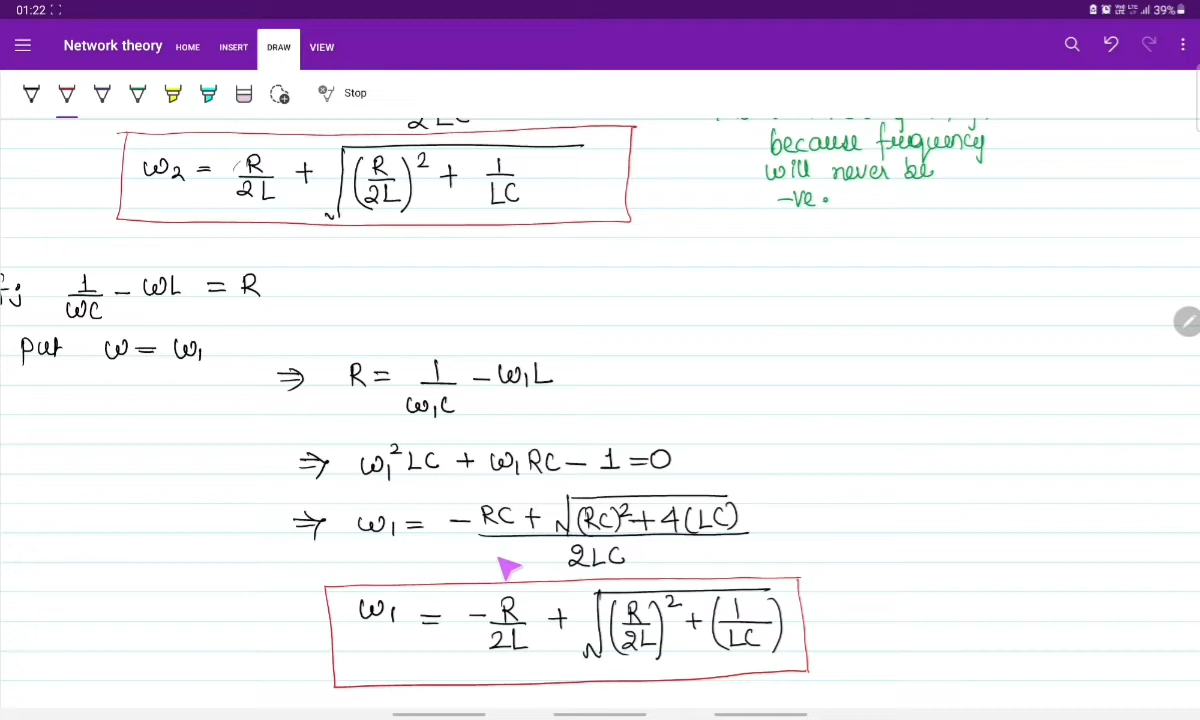 01:22 39%
Network theory HOME INSERT DRAW VIEW
Stop
2LC
ω₂ = R/2L + √((R/2L)² + 1/LC)
because frequency
will never be
-ve.
1/ωC - ωL = R
put ω = ω₁
⇒ R = 1/ω₁C - ω₁L
⇒ ω₁²LC + ω₁RC - 1 = 0
⇒ ω₁ = (-RC + √((RC)² + 4(LC)))/2LC
ω₁ = -R/2L + √((R/2L)² + (1/LC))